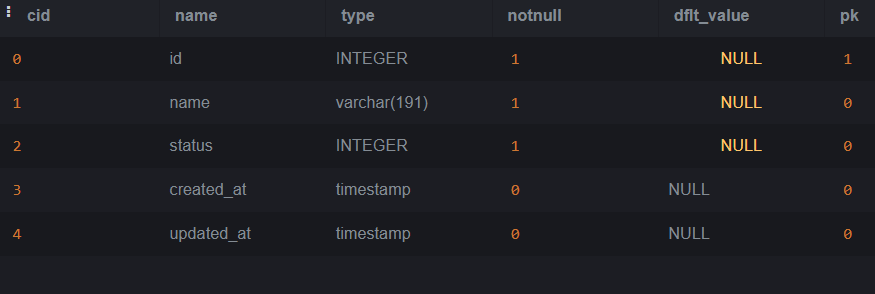 cid name type notnull dflt_value pk
0 id INTEGER 1 NULL 1
1 name varchar(191) 1 NULL 0
2 status INTEGER 1 NULL 0
3 created_at timestamp 0 NULL 0
4 updated_at timestamp 0 NULL 0